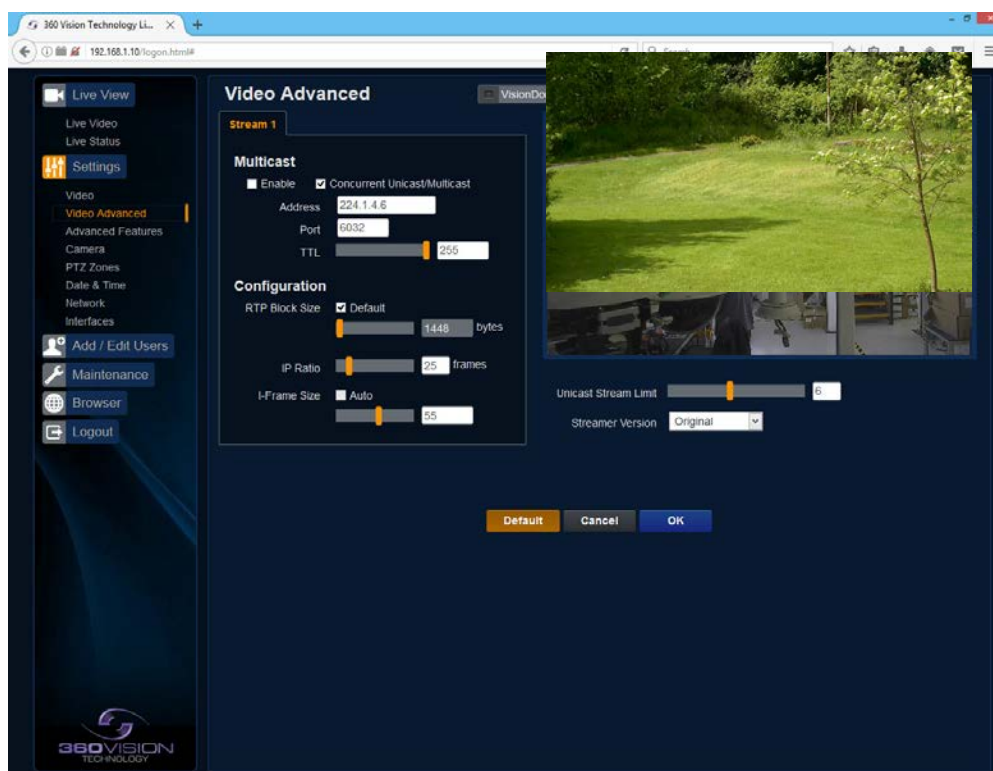 360 Vision Technology Li...
192.168.1.10/logon.html#
Search
Live View
Live Video
Live Status
Settings
Video
Video Advanced
Advanced Features
Camera
PTZ Zones
Date & Time
Network
Interfaces
Add / Edit Users
Maintenance
Browser
Logout
360VISION
TECHNOLOGY
Video Advanced
VisionDo
Stream 1
Multicast
Enable
Concurrent Unicast/Multicast
Address 224.1.4.6
Port 6032
TTL 255
Configuration
RTP Block Size Default
1448 bytes
IP Ratio 25 frames
I-Frame Size Auto
55
Unicast Stream Limit 6
Streamer Version Original
Default Cancel OK